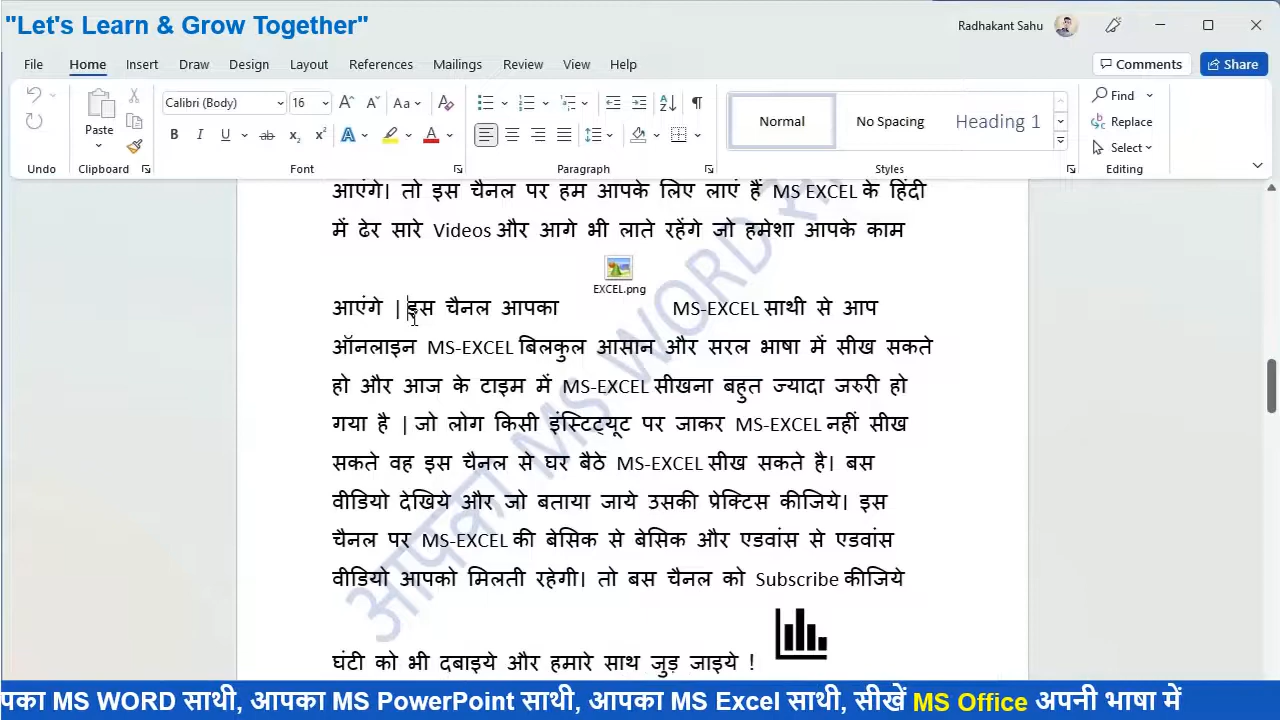 "Let's Learn & Grow Together"
Radhakant Sahu
File Home Insert Draw Design Layout References Mailings Review View Help
Comments Share
Calibri (Body) 16
Paste
Normal No Spacing Heading 1
Find
Replace
Select
Undo Clipboard Font Paragraph Styles Editing
आएंगे। तो इस चैनल पर हम आपके लिए लाएं हैं MS EXCEL के हिंदी
में ढेर सारे Videos और आगे भी लाते रहेंगे जो हमेशा आपके काम
EXCEL.png
आएंगे | इस चैनल आपका MS-EXCEL साथी से आप
ऑनलाइन MS-EXCEL बिलकुल आसान और सरल भाषा में सीख सकते
हो और आज के टाइम में MS-EXCEL सीखना बहुत ज्यादा जरुरी हो
गया है | जो लोग किसी इंस्टिट्यूट पर जाकर MS-EXCEL नहीं सीख
सकते वह इस चैनल से घर बैठे MS-EXCEL सीख सकते है। बस
वीडियो देखिये और जो बताया जाये उसकी प्रेक्टिस कीजिये। इस
चैनल पर MS-EXCEL की बेसिक से बेसिक और एडवांस से एडवांस
वीडियो आपको मिलती रहेगी। तो बस चैनल को Subscribe कीजिये
घंटी को भी दबाइये और हमारे साथ जुड़ जाइये !
आपका MS-WORD
पका MS WORD साथी, आपका MS PowerPoint साथी, आपका MS Excel साथी, सीखें MS Office अपनी भाषा में